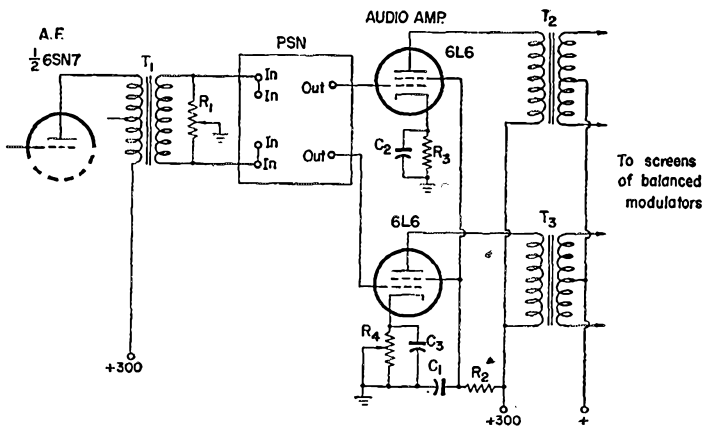 A.F.
½ 6SN7
T1
PSN
AUDIO AMP.
6L6
T2
In
In
Out
R1
In
In
Out
C2
R3
6L6
T3
To screens
of balanced
modulators
R4
C3
C1
R2
+300
+300
+